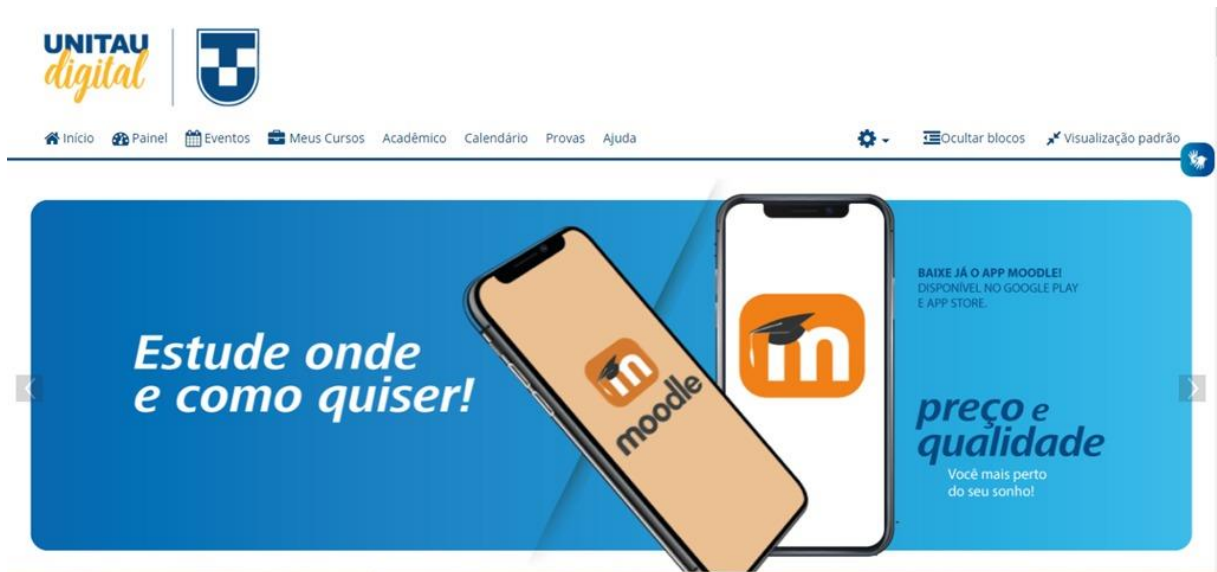 UNITAU
digital
Início Painel Eventos Meus Cursos Acadêmico Calendário Provas Ajuda Ocultar blocos Visualização padrão
Estude onde
e como quiser!
m
moodle
m
BAIXE JÁ O APP MOODLE!
DISPONÍVEL NO GOOGLE PLAY
E APP STORE.
preço e
qualidade
Você mais perto
do seu sonho!